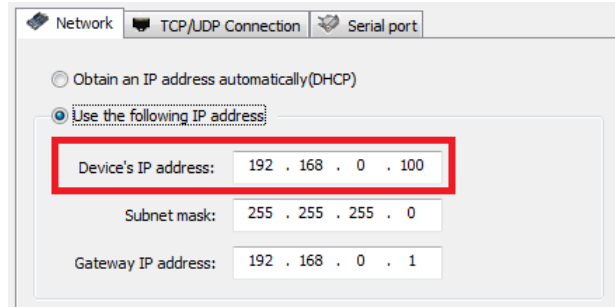 Network TCP/UDP Connection Serial port
Obtain an IP address automatically(DHCP)
Use the following IP address
Device's IP address: 192 . 168 . 0 . 100
Subnet mask: 255 . 255 . 255 . 0
Gateway IP address: 192 . 168 . 0 . 1